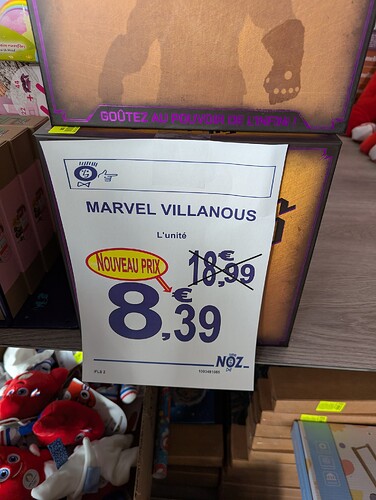 GOÛTEZ AU POUVOIR DE L'INFINI !
MARVEL VILLANOUS
L'unité
NOUVEAU PRIX
18,99€
8,39€
NOZ